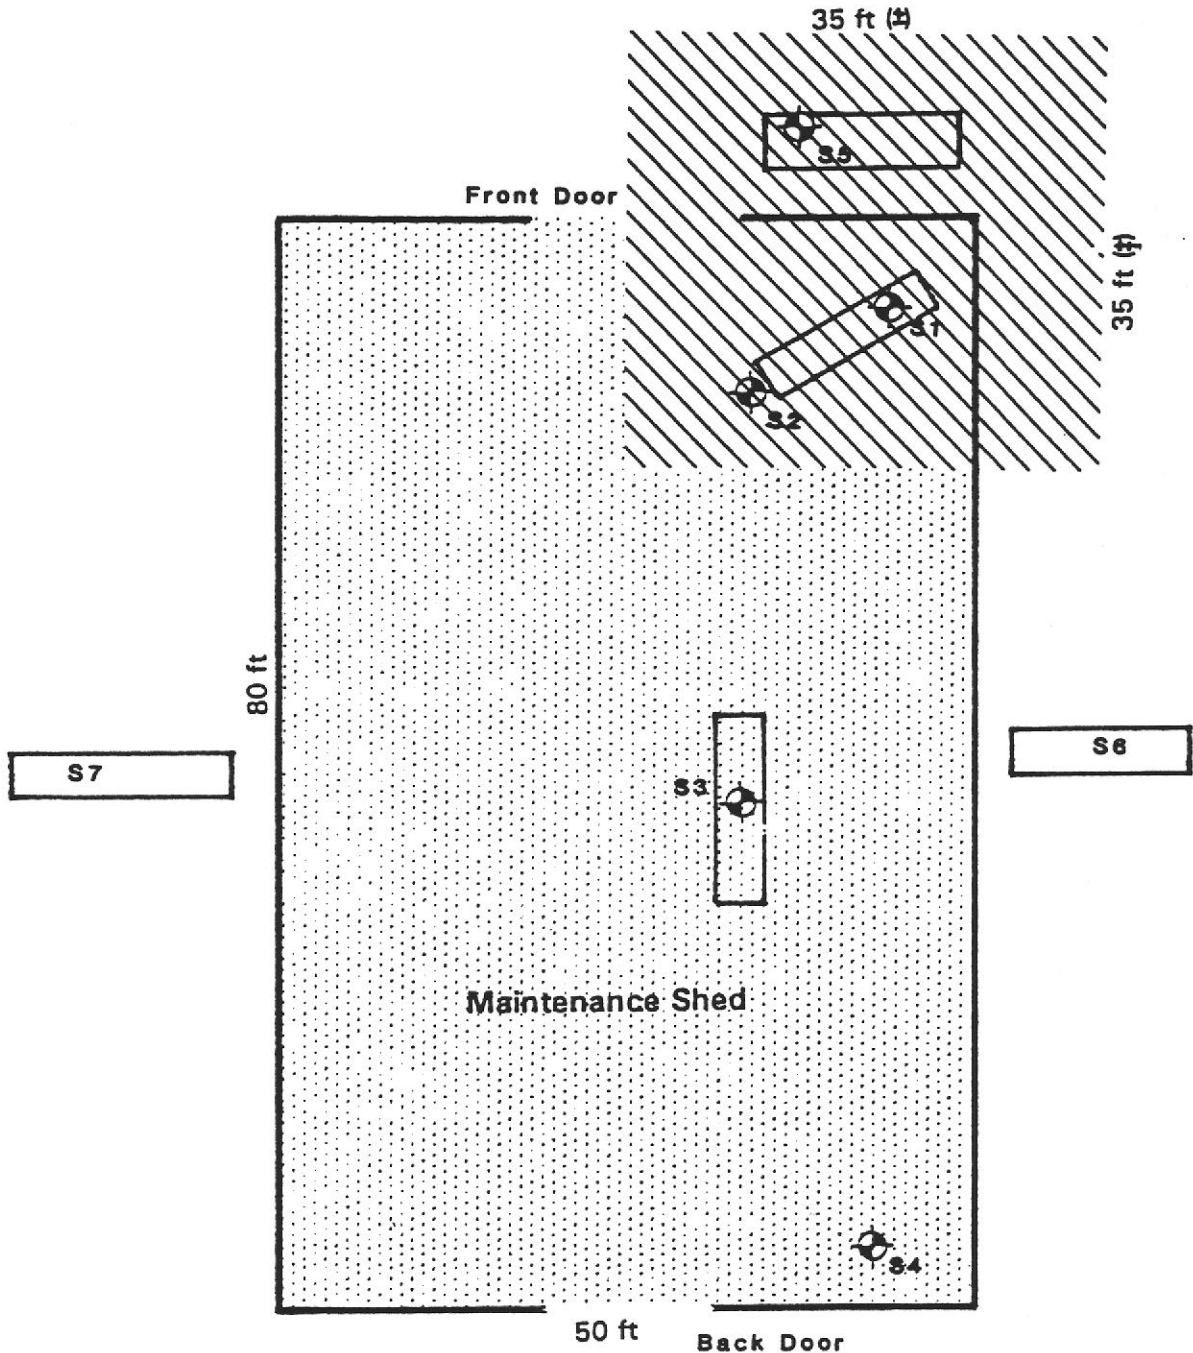 35 ft (±)
S5
Front Door
35 ft (±)
S1
S2
80 ft
S7
S6
S3
Maintenance Shed
S4
50 ft
Back Door